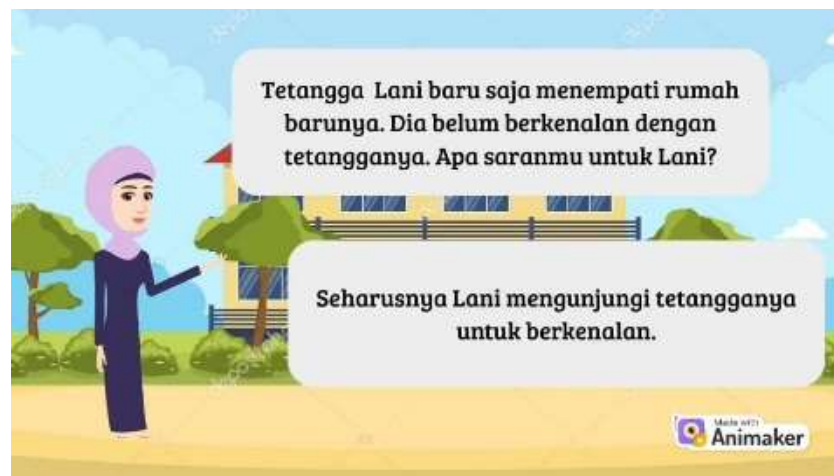 Tetangga Lani baru saja menempati rumah
barunya. Dia belum berkenalan dengan
tetangganya. Apa saranmu untuk Lani?
Seharusnya Lani mengunjungi tetangganya
untuk berkenalan.
Made with
Animaker